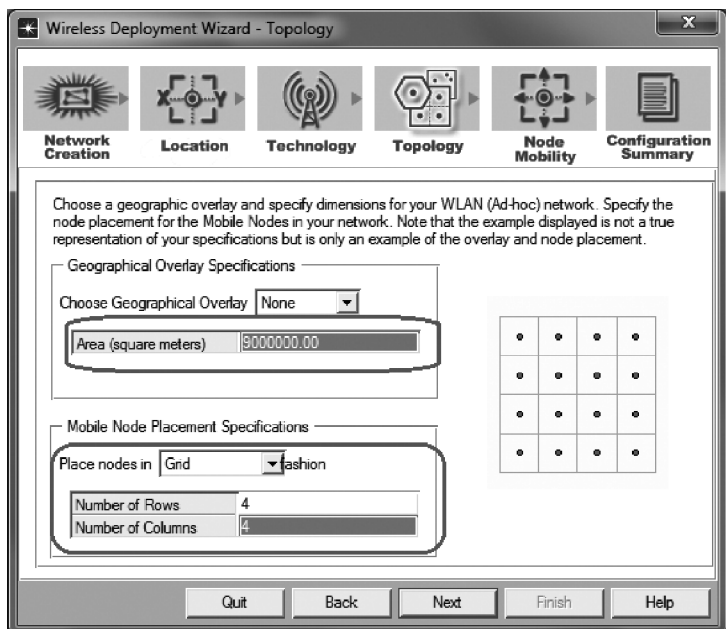 Wireless Deployment Wizard - Topology
X
X Y
Network Creation
Location
Technology
Topology
Node Mobility
Configuration Summary
Choose a geographic overlay and specify dimensions for your WLAN (Ad-hoc) network. Specify the
node placement for the Mobile Nodes in your network. Note that the example displayed is not a true
representation of your specifications but is only an example of the overlay and node placement.
Geographical Overlay Specifications
Choose Geographical Overlay None
Area (square meters) 9000000.00
Mobile Node Placement Specifications
Place nodes in Grid fashion
Number of Rows 4
Number of Columns 4
Quit Back Next Finish Help